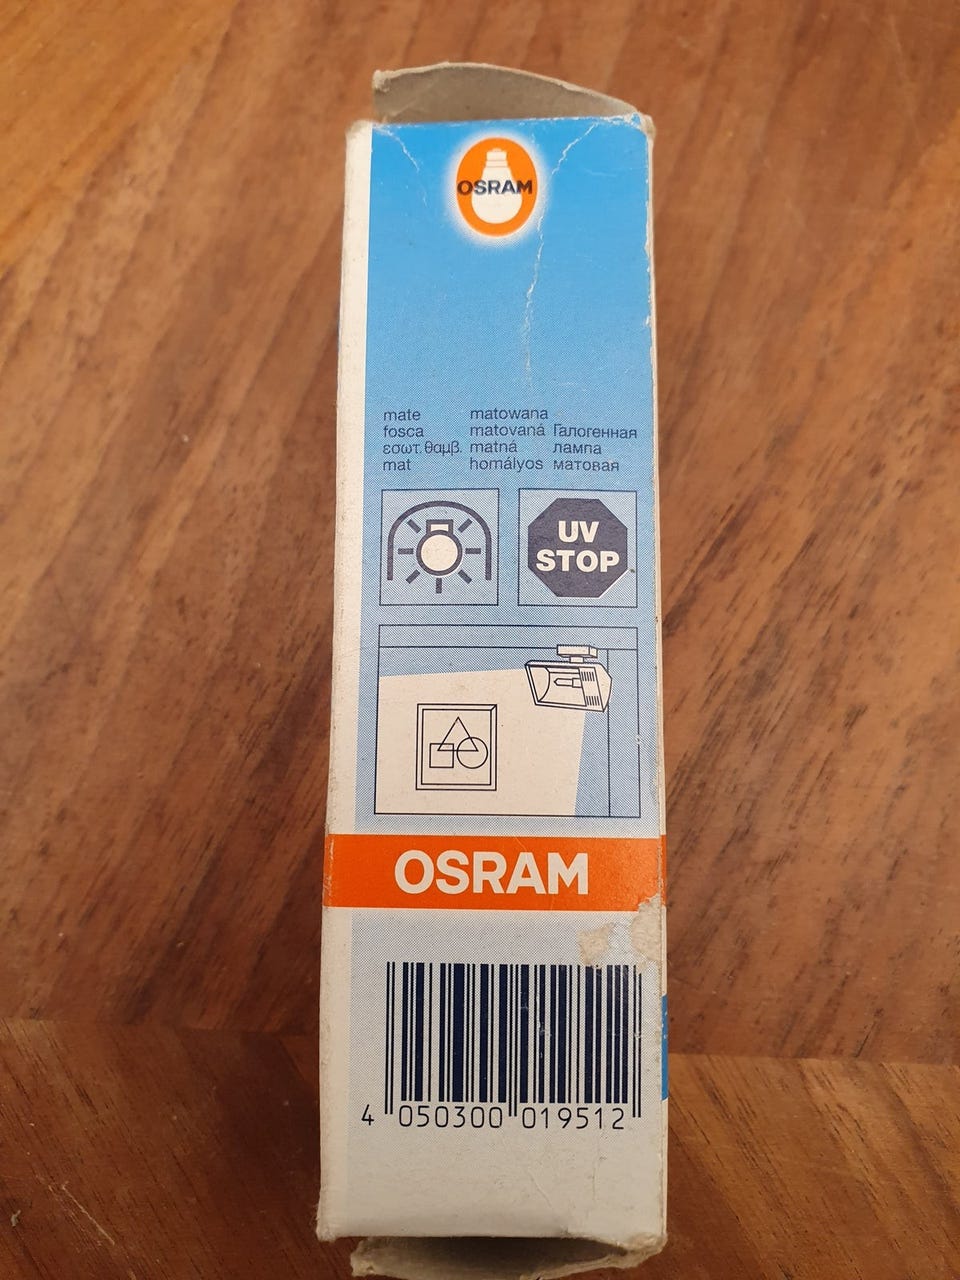 OSRAM
mate
fosca
εσωτ. θαμβ.
mat
matowana
matovaná
matná
homályos
Галогенная
лампа
матовая
UV
STOP
OSRAM
4 050300 019512